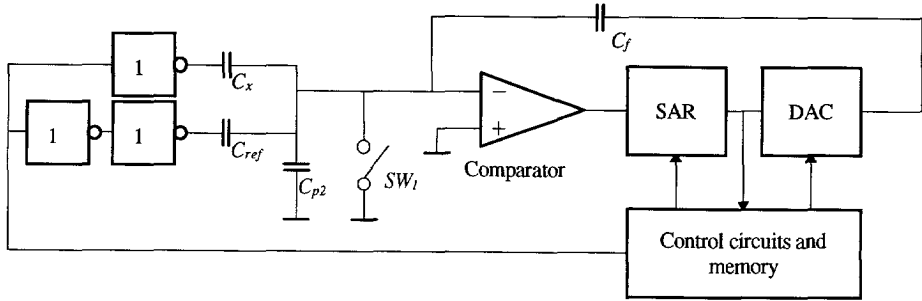 1
C_x
1
1
C_ref
C_p2
SW_1
C_f
−
+
Comparator
SAR
DAC
Control circuits and
memory